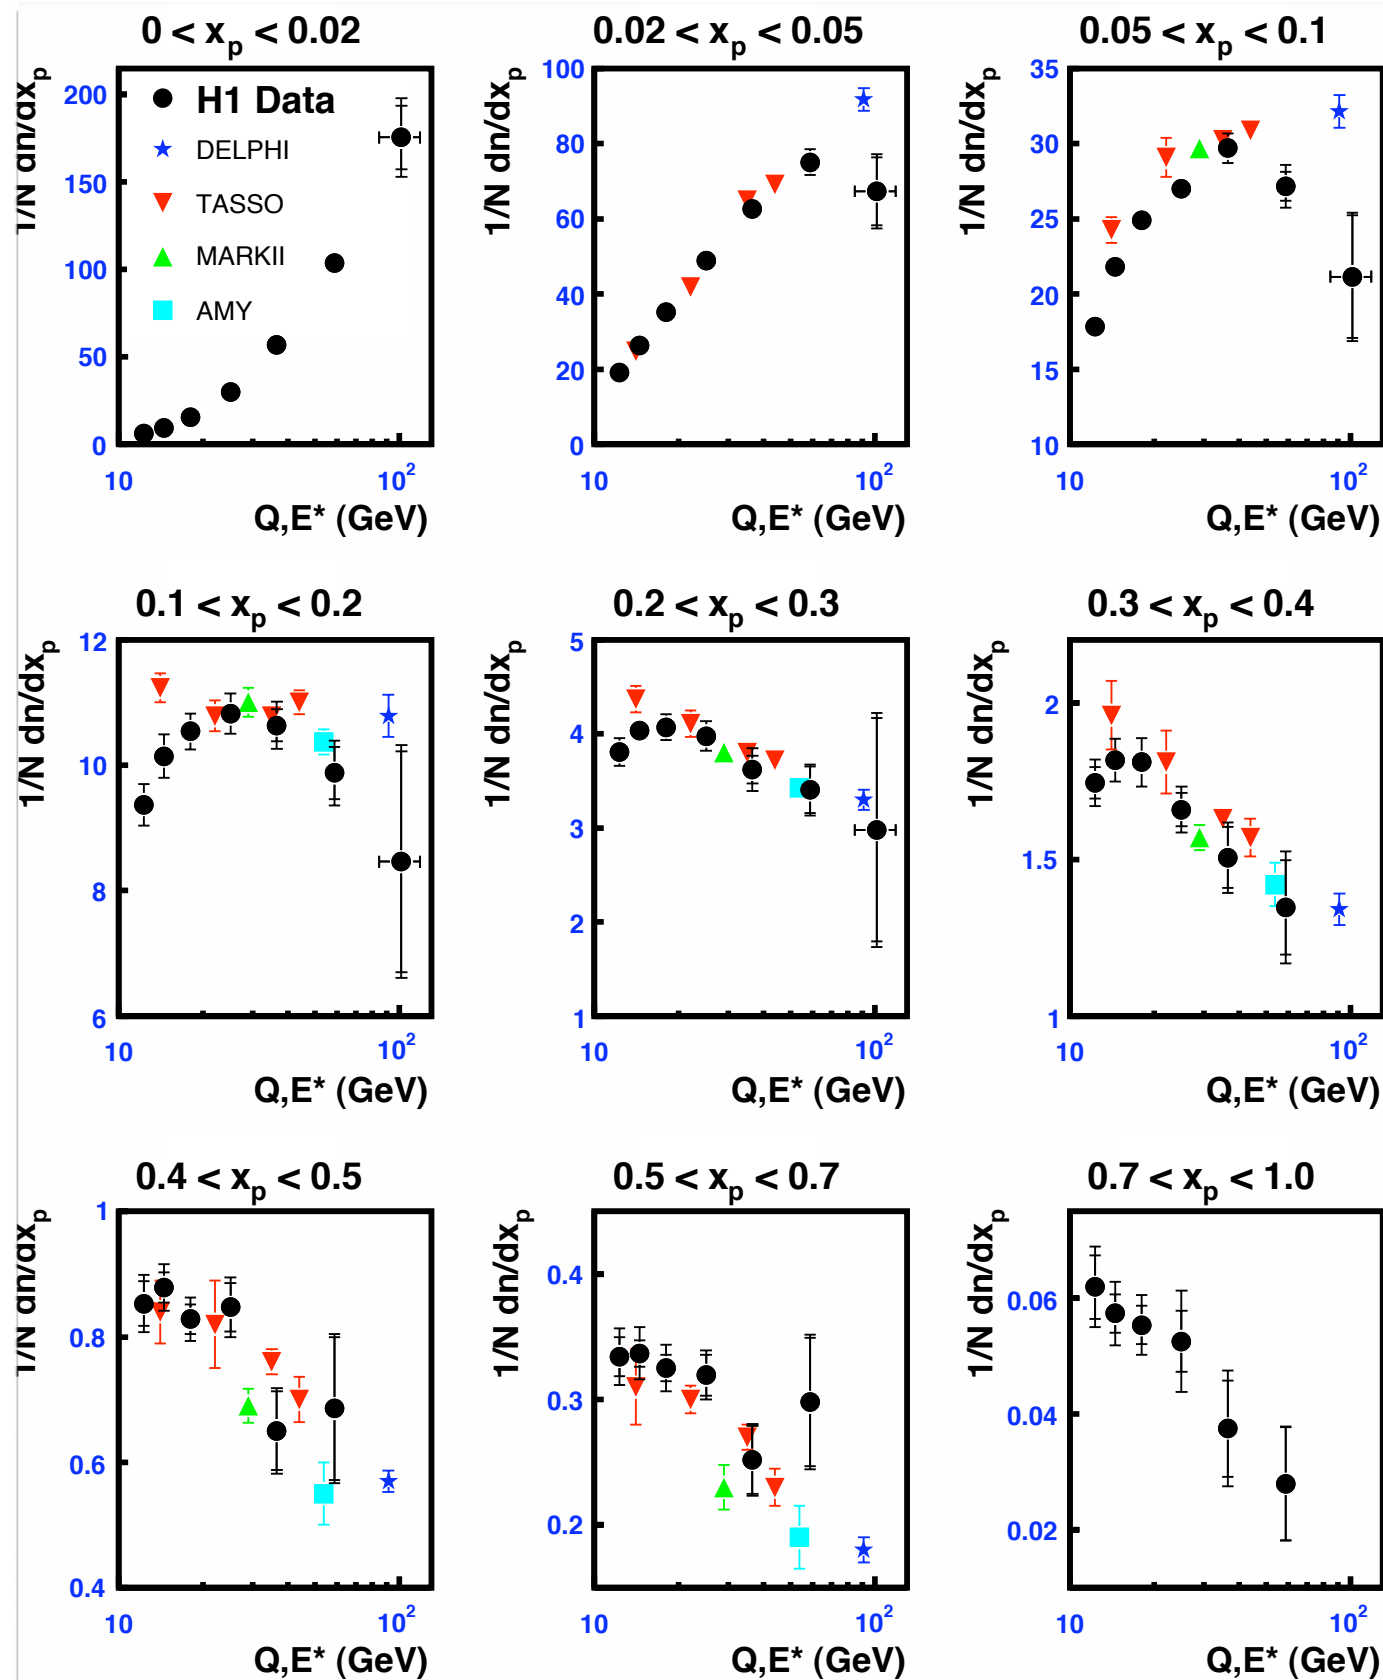 0 < xp < 0.02
0.02 < xp < 0.05
0.05 < xp < 0.1
1/N dn/dxp
200
150
100
50
0
H1 Data
DELPHI
TASSO
MARKII
AMY
10
10²
Q,E* (GeV)
1/N dn/dxp
100
80
60
40
20
0
10
10²
Q,E* (GeV)
1/N dn/dxp
35
30
25
20
15
10
10
10²
Q,E* (GeV)
0.1 < xp < 0.2
0.2 < xp < 0.3
0.3 < xp < 0.4
1/N dn/dxp
12
10
8
6
10
10²
Q,E* (GeV)
1/N dn/dxp
5
4
3
2
1
10
10²
Q,E* (GeV)
1/N dn/dxp
2
1.5
1
10
10²
Q,E* (GeV)
0.4 < xp < 0.5
0.5 < xp < 0.7
0.7 < xp < 1.0
1/N dn/dxp
1
0.8
0.6
0.4
10
10²
Q,E* (GeV)
1/N dn/dxp
0.4
0.3
0.2
10
10²
Q,E* (GeV)
1/N dn/dxp
0.06
0.04
0.02
10
10²
Q,E* (GeV)